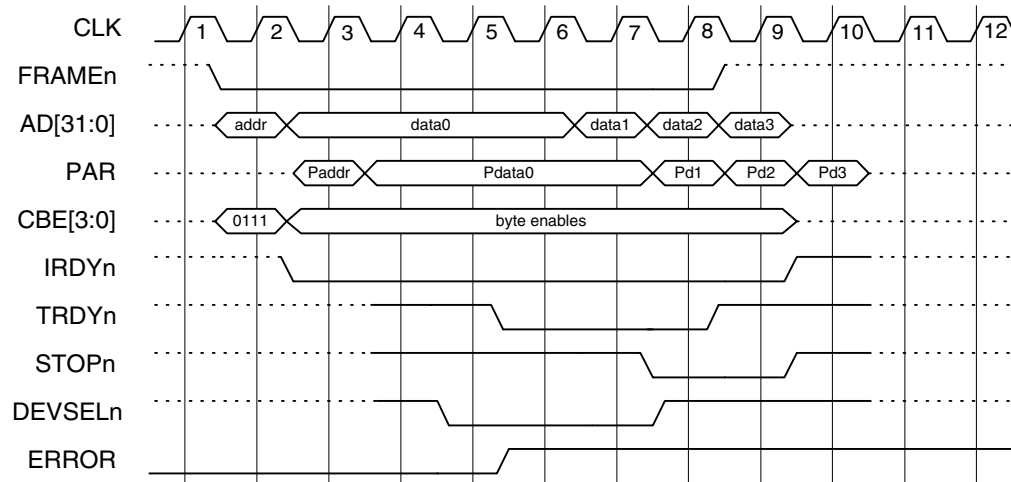 CLK 1 2 3 4 5 6 7 8 9 10 11 12
FRAMEn
AD[31:0] addr data0 data1 data2 data3
PAR Paddr Pdata0 Pd1 Pd2 Pd3
CBE[3:0] 0111 byte enables
IRDYn
TRDYn
STOPn
DEVSELn
ERROR